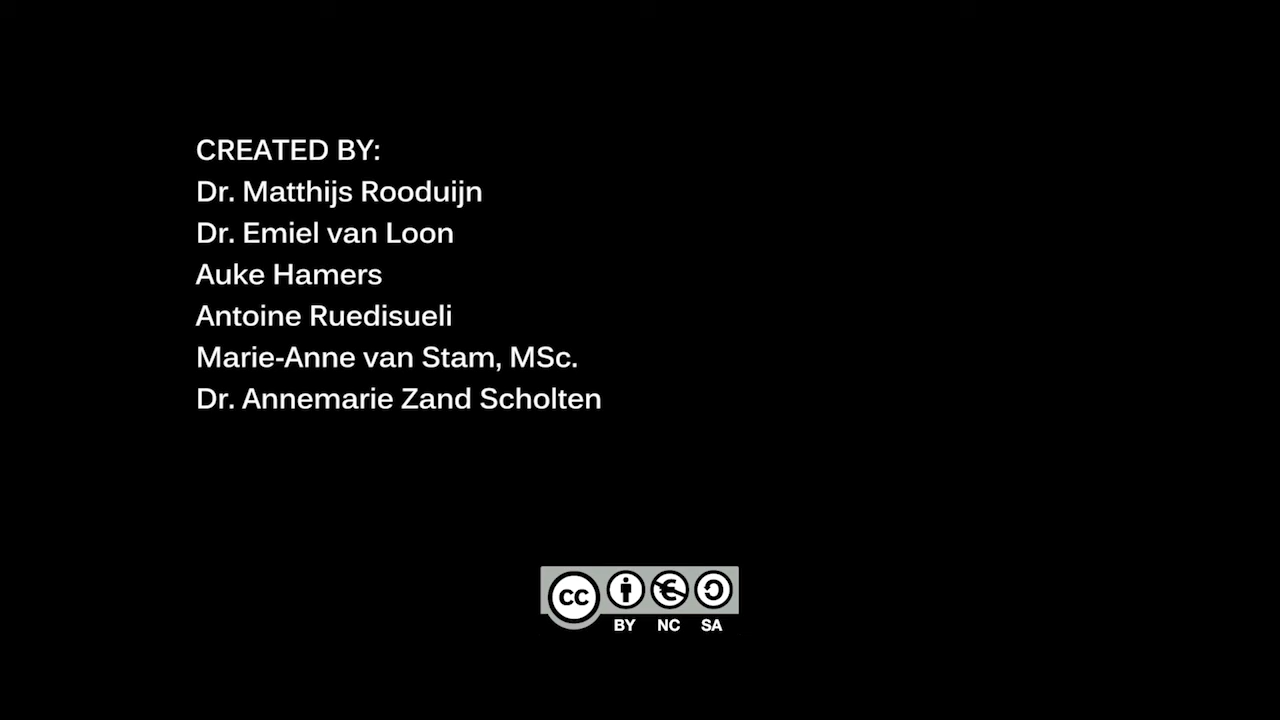 CREATED BY:
Dr. Matthijs Rooduijn
Dr. Emiel van Loon
Auke Hamers
Antoine Ruedisueli
Marie-Anne van Stam, MSc.
Dr. Annemarie Zand Scholten
CC
BY NC SA